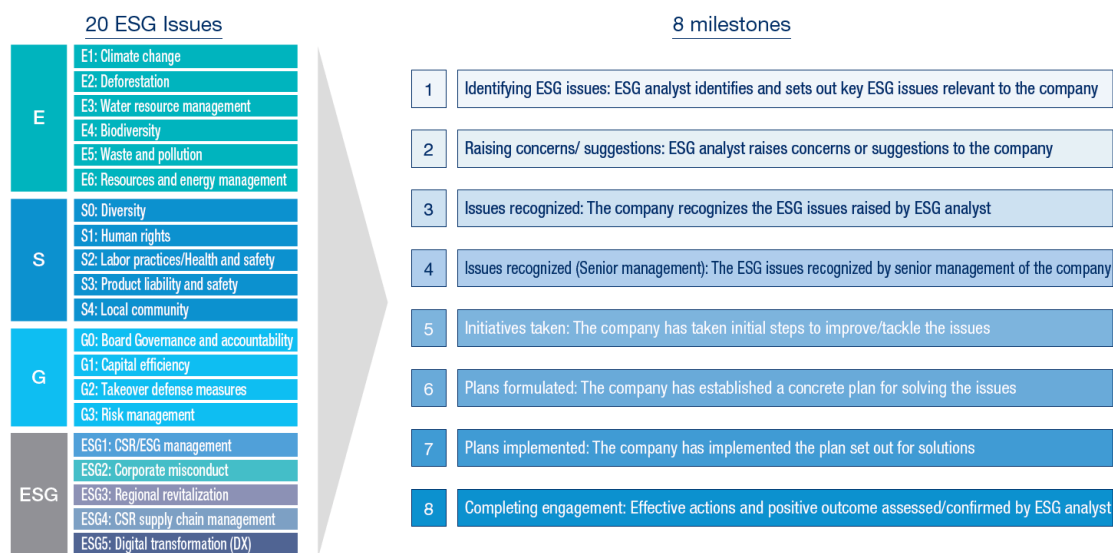 20 ESG Issues
E
E1: Climate change
E2: Deforestation
E3: Water resource management
E4: Biodiversity
E5: Waste and pollution
E6: Resources and energy management
S
S0: Diversity
S1: Human rights
S2: Labor practices/Health and safety
S3: Product liability and safety
S4: Local community
G
G0: Board Governance and accountability
G1: Capital efficiency
G2: Takeover defense measures
G3: Risk management
ESG
ESG1: CSR/ESG management
ESG2: Corporate misconduct
ESG3: Regional revitalization
ESG4: CSR supply chain management
ESG5: Digital transformation (DX)
8 milestones
1 Identifying ESG issues: ESG analyst identifies and sets out key ESG issues relevant to the company
2 Raising concerns/ suggestions: ESG analyst raises concerns or suggestions to the company
3 Issues recognized: The company recognizes the ESG issues raised by ESG analyst
4 Issues recognized (Senior management): The ESG issues recognized by senior management of the company
5 Initiatives taken: The company has taken initial steps to improve/tackle the issues
6 Plans formulated: The company has established a concrete plan for solving the issues
7 Plans implemented: The company has implemented the plan set out for solutions
8 Completing engagement: Effective actions and positive outcome assessed/confirmed by ESG analyst